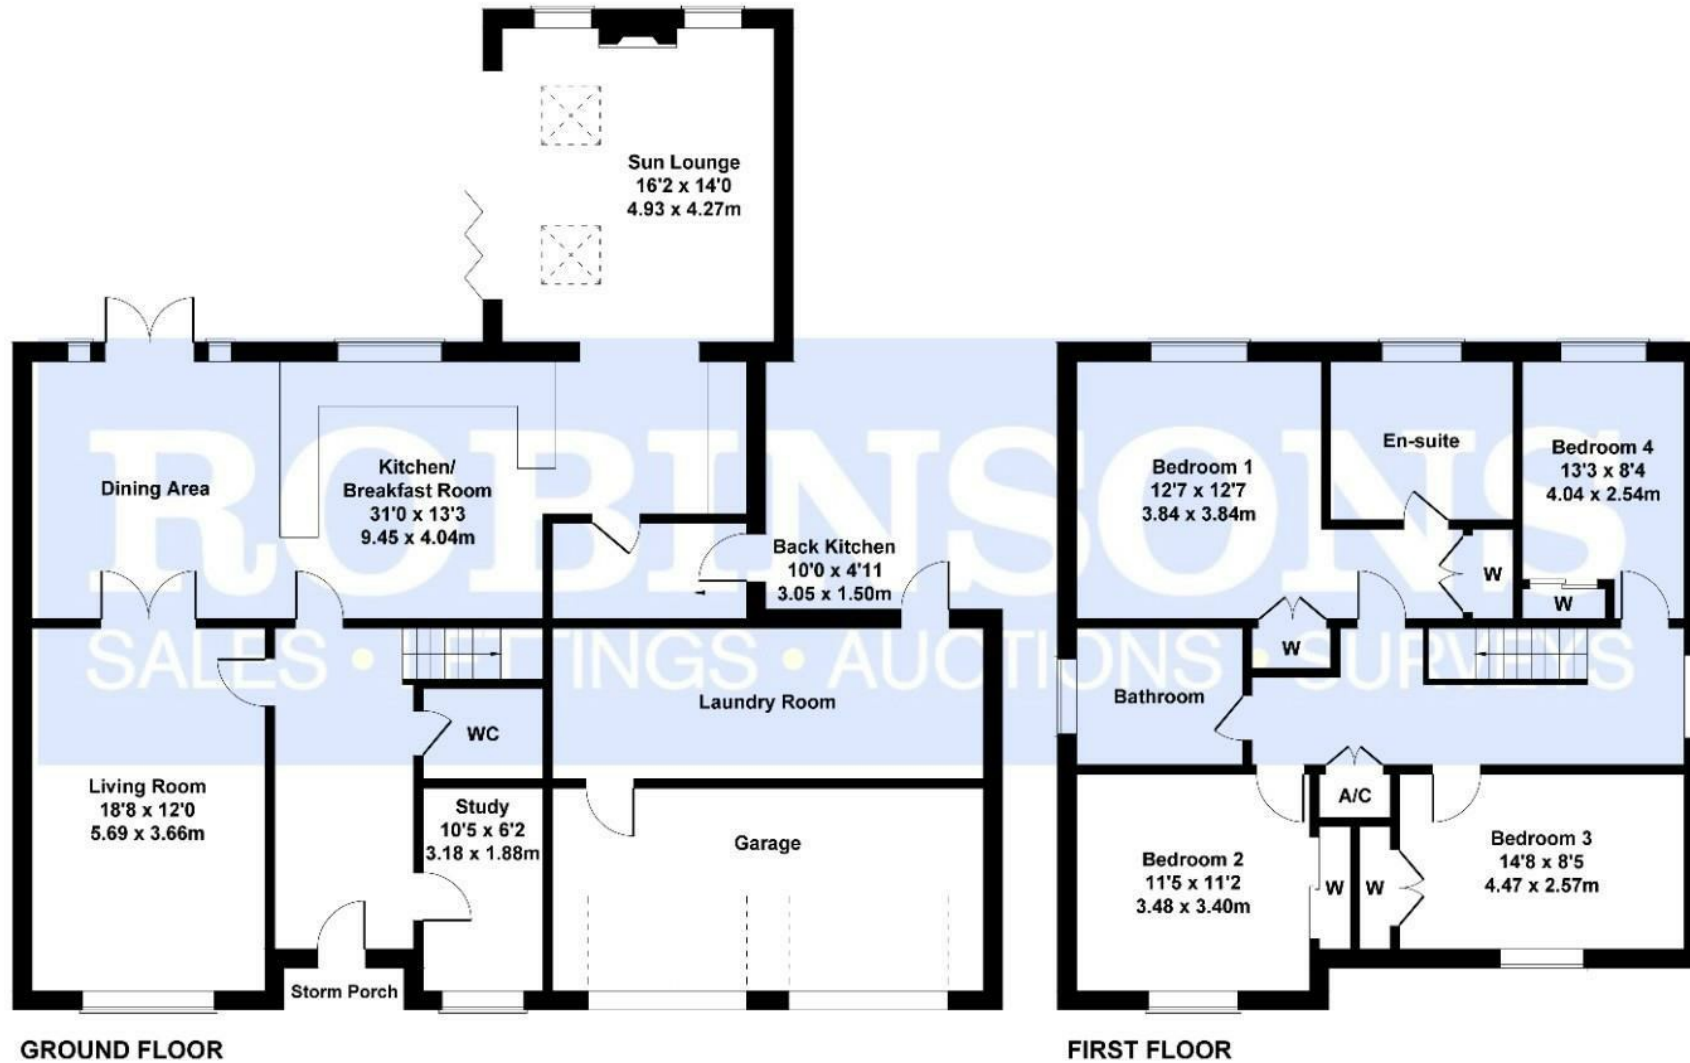 Sun Lounge
16'2 x 14'0
4.93 x 4.27m
Dining Area
Kitchen/
Breakfast Room
31'0 x 13'3
9.45 x 4.04m
Back Kitchen
10'0 x 4'11
3.05 x 1.50m
Laundry Room
WC
Living Room
18'8 x 12'0
5.69 x 3.66m
Study
10'5 x 6'2
3.18 x 1.88m
Garage
Storm Porch
GROUND FLOOR
Bedroom 1
12'7 x 12'7
3.84 x 3.84m
En-suite
Bedroom 4
13'3 x 8'4
4.04 x 2.54m
W
W
W
Bathroom
A/C
Bedroom 2
11'5 x 11'2
3.48 x 3.40m
W
W
Bedroom 3
14'8 x 8'5
4.47 x 2.57m
FIRST FLOOR
ROBINSONS
SALES • LETTINGS • AUCTIONS • SURVEYS